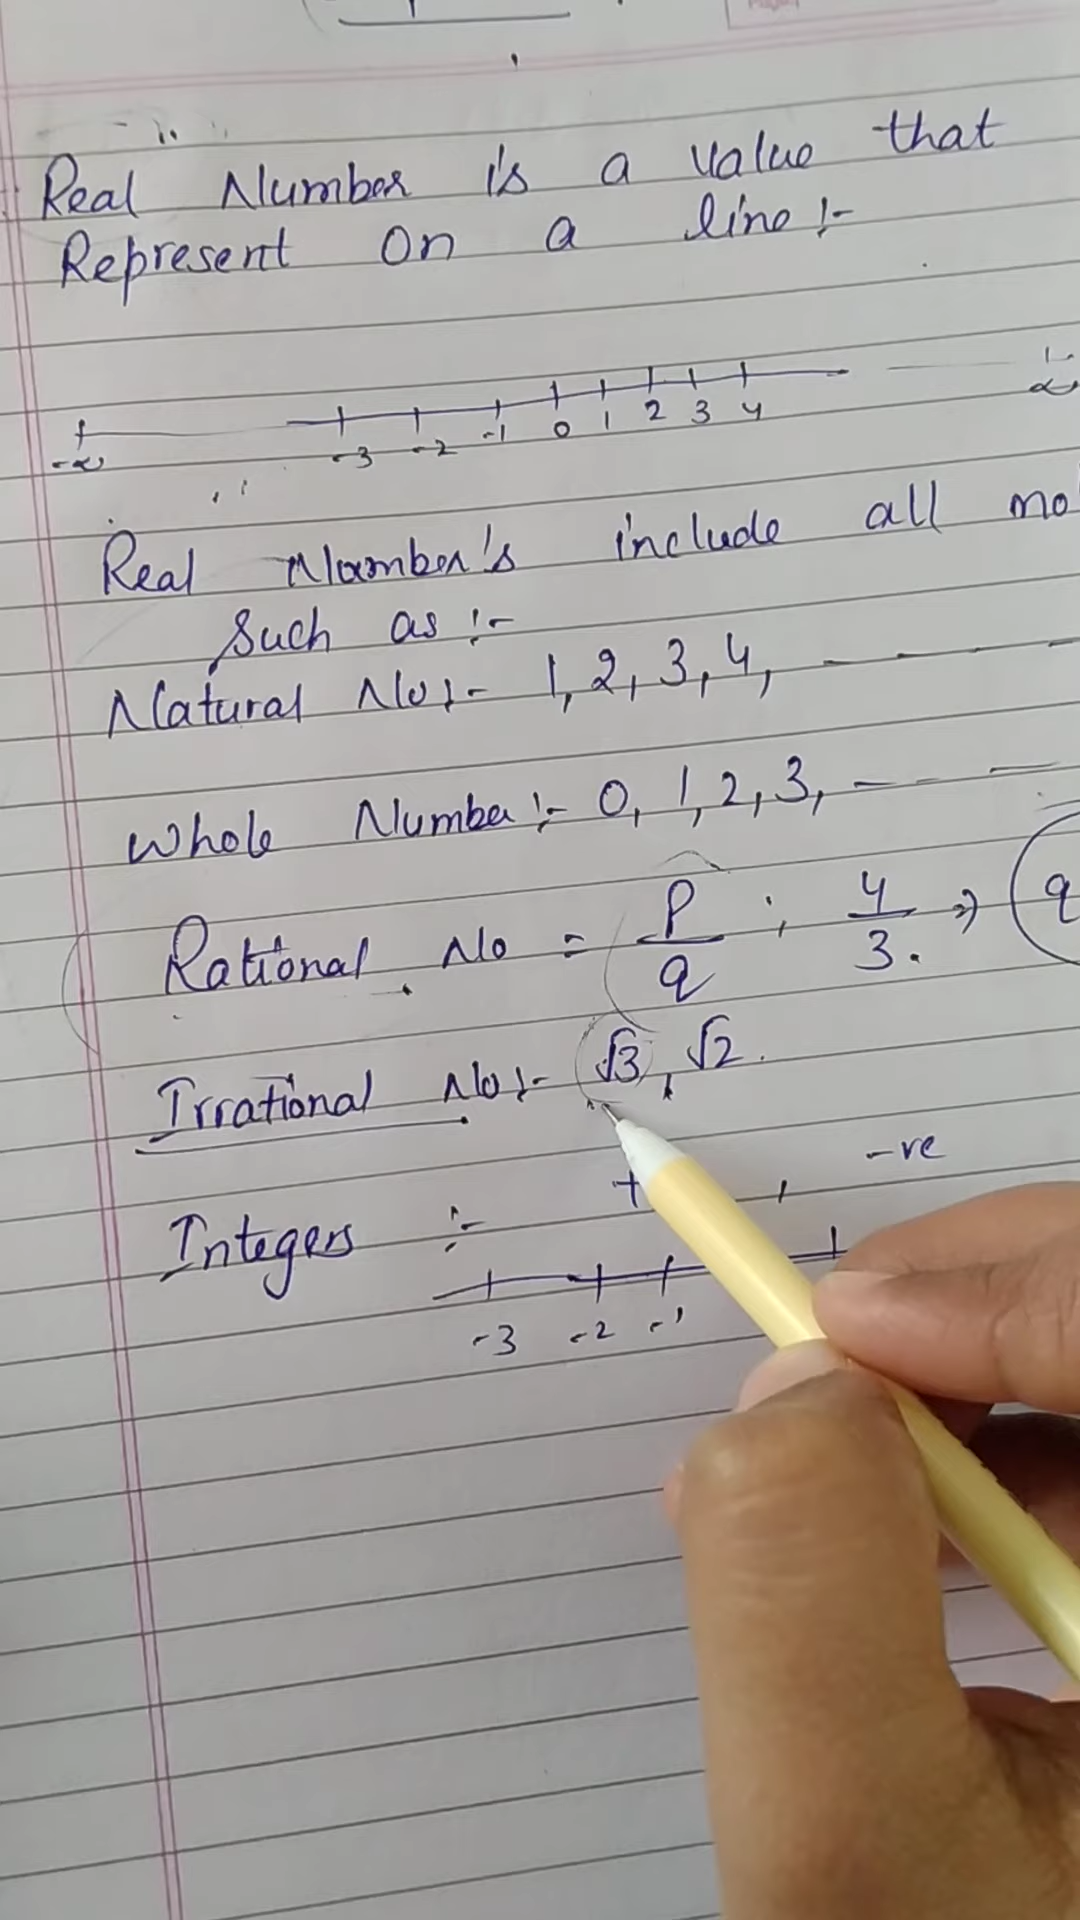 Real Number is a value that
Represent on a line :-
-∞ -3 -2 -1 0 1 2 3 4 ∞
Real Number's include all
such as :-
Natural No :- 1, 2, 3, 4, - - - -
Whole Number :- 0, 1, 2, 3, - - -
Rational No = p/q ; 4/3. ⇒ q
Irrational No :- √3, √2.
+ , -ve
Integers :-
-3 -2 -1